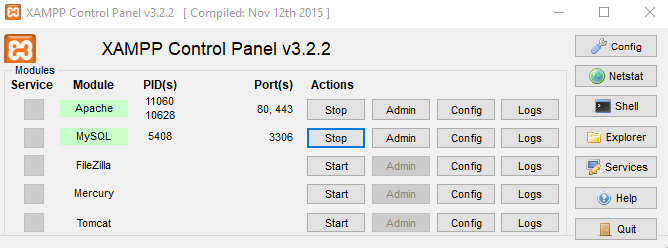 XAMPP Control Panel v3.2.2 [ Compiled: Nov 12th 2015 ]
XAMPP Control Panel v3.2.2
Config
Modules
Service Module PID(s) Port(s) Actions
Netstat
Apache 11060 10628 80, 443 Stop Admin Config Logs
Shell
MySQL 5408 3306 Stop Admin Config Logs
Explorer
FileZilla Start Admin Config Logs
Services
Mercury Start Admin Config Logs
Help
Tomcat Start Admin Config Logs
Quit